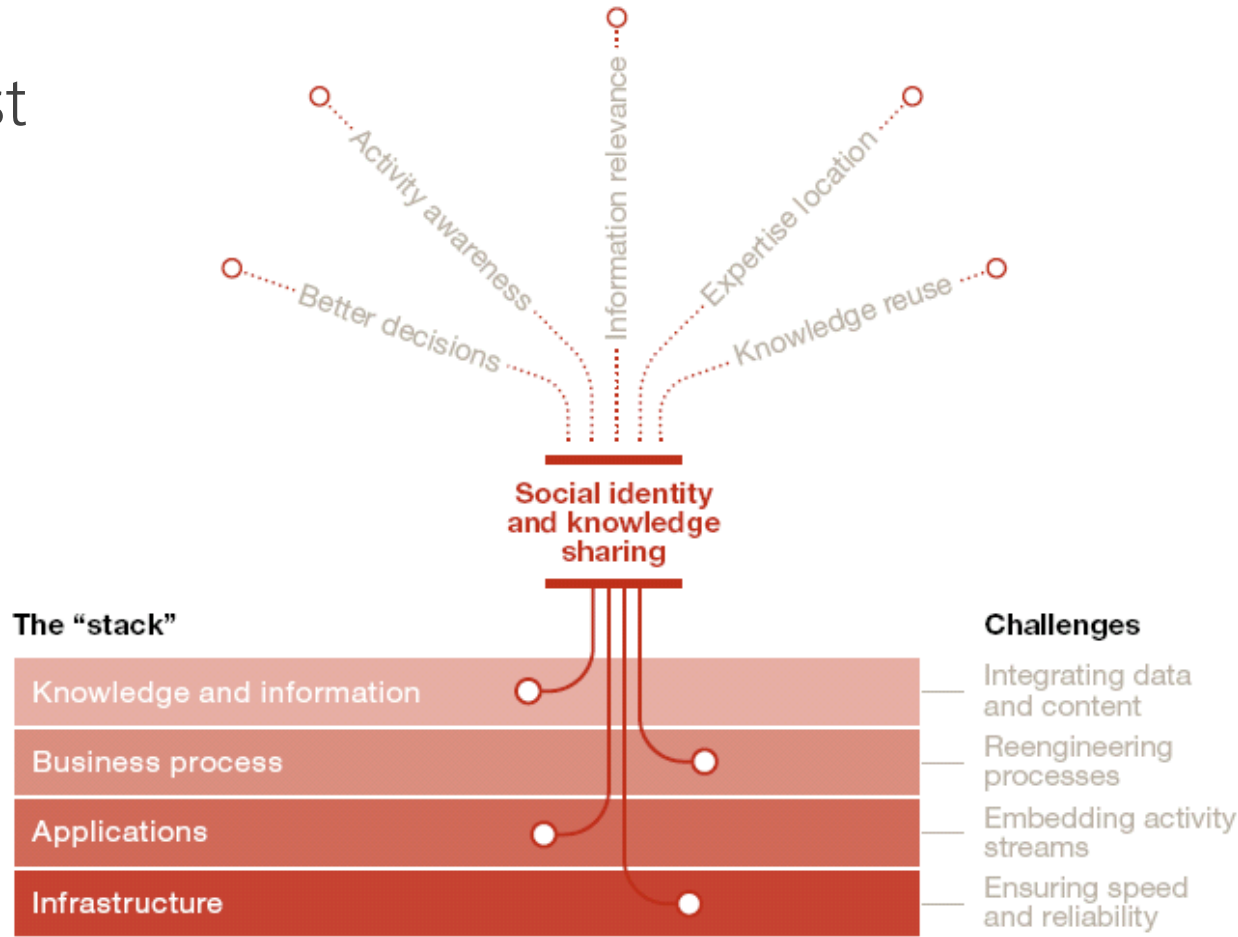 st
Information relevance
Activity awareness
Expertise location
Better decisions
Knowledge reuse
Social identity
and knowledge
sharing
The “stack”
Challenges
Knowledge and information
Integrating data
and content
Business process
Reengineering
processes
Applications
Embedding activity
streams
Infrastructure
Ensuring speed
and reliability